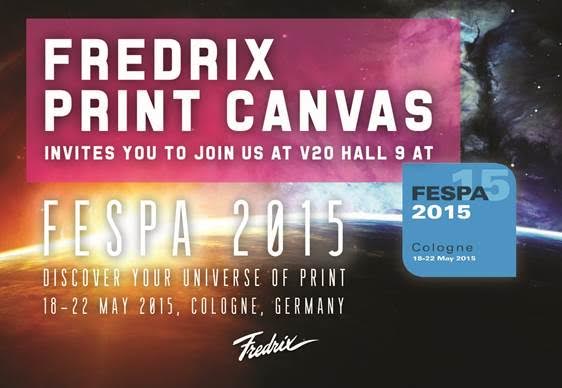 FREDRIX
PRINT CANVAS
INVITES YOU TO JOIN US AT V20 HALL 9 AT
FESPA 2015
DISCOVER YOUR UNIVERSE OF PRINT
18-22 MAY 2015, COLOGNE, GERMANY
Fredrix
15
FESPA
2015
Cologne
18-22 May 2015